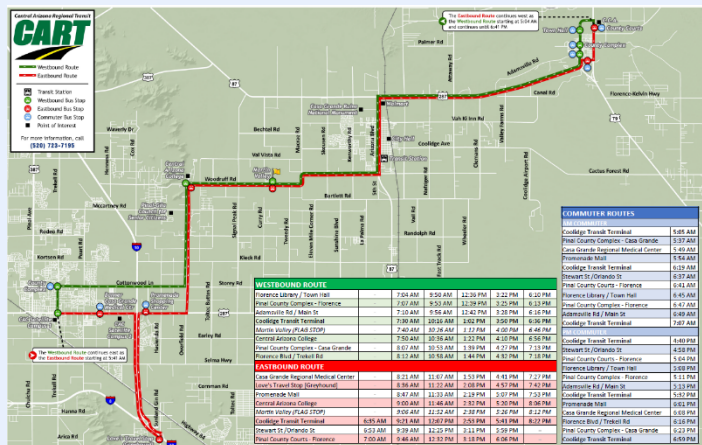 Central Arizona Regional Transit
CART
Westbound Route
Eastbound Route
Transit Station
Westbound Bus Stop
Eastbound Bus Stop
Commuter Bus Stop
Point of Interest
For more information, call
(520) 723-7195
The Eastbound Route continues west as
the Westbound Route starting at
and continues until 6:41 PM
Town Hall
County Courts
County Complex
Palmer Rd
Attaway Rd
Adamsville Rd
Canal Rd
Florence-Kelvin Hwy
Walmart
Vah Ki Inn Rd
City Hall
Coolidge Ave
Transit Station
Bechtel Rd
Val Vista Rd
Woodruff Rd
Bartlett Rd
Randolph Rd
Kleck Rd
Storey Rd
Cactus Forest Rd
Mccartney Rd
Kortsen Rd
Cottonwood Ln
Earley Rd
Selma Hwy
Hanna Rd
Arica Rd
The Westbound Route continues east as
the Eastbound Route starting at
WESTBOUND ROUTE
Florence Library / Town Hall 7:04 AM 9:50 AM 12:36 PM 3:22 PM 6:10 PM
Pinal County Complex - Florence 7:07 AM 9:53 AM 12:39 PM 3:25 PM 6:13 PM
Adamsville Rd / Main St 7:10 AM 9:56 AM 12:42 PM 3:28 PM 6:16 PM
Coolidge Transit Terminal 7:30 AM 10:16 AM 1:02 PM 3:50 PM 6:36 PM
Martin Valley (FLAG STOP) 7:40 AM 10:26 AM 1:12 PM 4:00 PM 6:46 PM
Central Arizona College 7:50 AM 10:36 AM 1:22 PM 4:10 PM 6:56 PM
Pinal County Complex - Casa Grande 8:07 AM 10:53 AM 1:39 PM 4:27 PM 7:13 PM
Florence Blvd / Trekell Rd 8:12 AM 10:58 AM 1:44 PM 4:32 PM 7:18 PM
EASTBOUND ROUTE
Casa Grande Regional Medical Center 8:21 AM 11:07 AM 1:53 PM 4:41 PM 7:27 PM
Love's Travel Stop (Greyhound) 8:36 AM 11:22 AM 2:08 PM 4:57 PM 7:42 PM
Promenade Mall 8:47 AM 11:33 AM 2:19 PM 5:07 PM 7:53 PM
Central Arizona College 9:00 AM 11:46 AM 2:32 PM 5:20 PM 8:06 PM
Martin Valley (FLAG STOP) 9:06 AM 11:52 AM 2:38 PM 5:26 PM 8:12 PM
Coolidge Transit Terminal 6:35 AM 9:21 AM 12:07 PM 2:53 PM 5:41 PM 8:27 PM
Stewart St / Orlando St 6:53 AM 9:39 AM 12:25 PM 3:11 PM 5:59 PM
Pinal County Courts - Florence 7:00 AM 9:46 AM 12:32 PM 3:18 PM 6:06 PM
COMMUTER ROUTES
AM COMMUTER
Coolidge Transit Terminal 5:05 AM
Pinal County Complex - Casa Grande 5:37 AM
Casa Grande Regional Medical Center 5:49 AM
Promenade Mall 5:54 AM
Coolidge Transit Terminal 6:19 AM
Stewart St / Orlando St 6:37 AM
Pinal County Courts - Florence 6:41 AM
Florence Library / Town Hall 6:45 AM
Pinal County Complex - Florence 6:47 AM
Adamsville Rd / Main St 6:49 AM
Coolidge Transit Terminal 7:07 AM
PM COMMUTER
Coolidge Transit Terminal 4:40 PM
Stewart St / Orlando St 4:58 PM
Pinal County Courts - Florence 5:04 PM
Florence Library / Town Hall 5:08 PM
Pinal County Complex - Florence 5:11 PM
Adamsville Rd / Main St 5:13 PM
Coolidge Transit Terminal 5:32 PM
Promenade Mall 6:01 PM
Casa Grande Regional Medical Center 6:08 PM
Florence Blvd / Trekell Rd 6:16 PM
Pinal County Complex - Casa Grande 6:23 PM
Coolidge Transit Terminal 6:59 PM